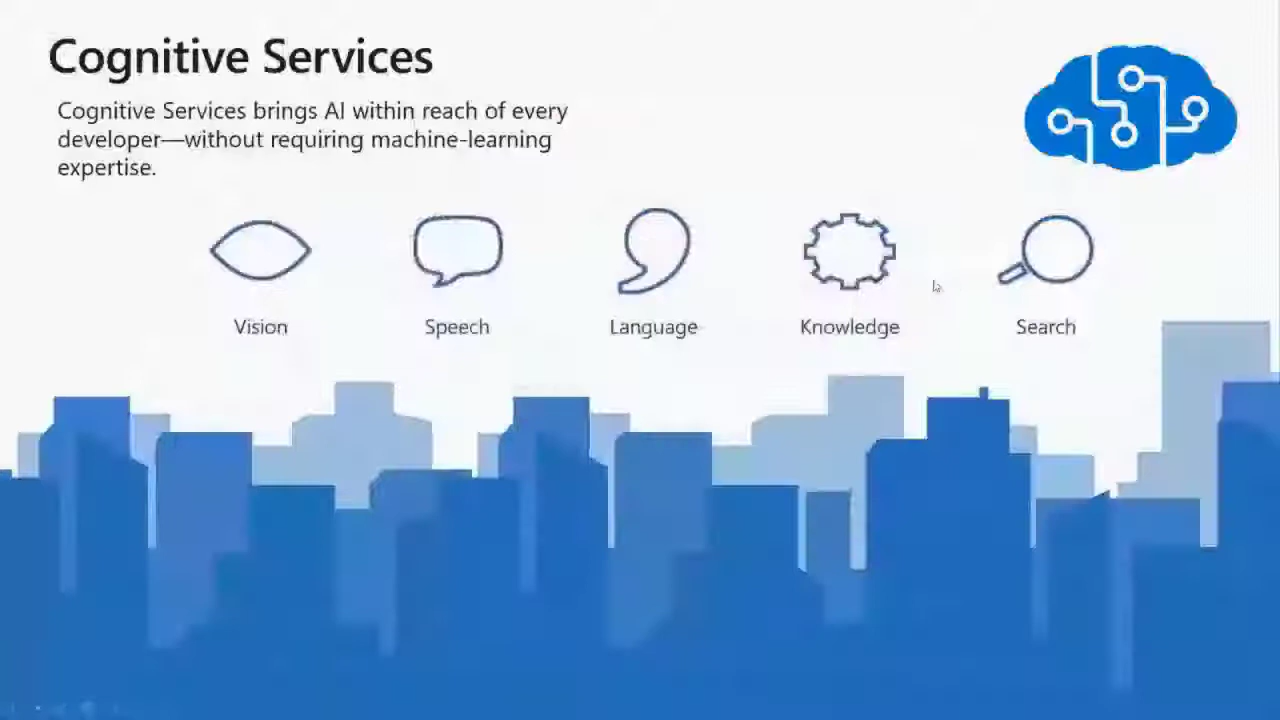 Cognitive Services
Cognitive Services brings AI within reach of every
developer—without requiring machine-learning
expertise.
Vision
Speech
Language
Knowledge
Search